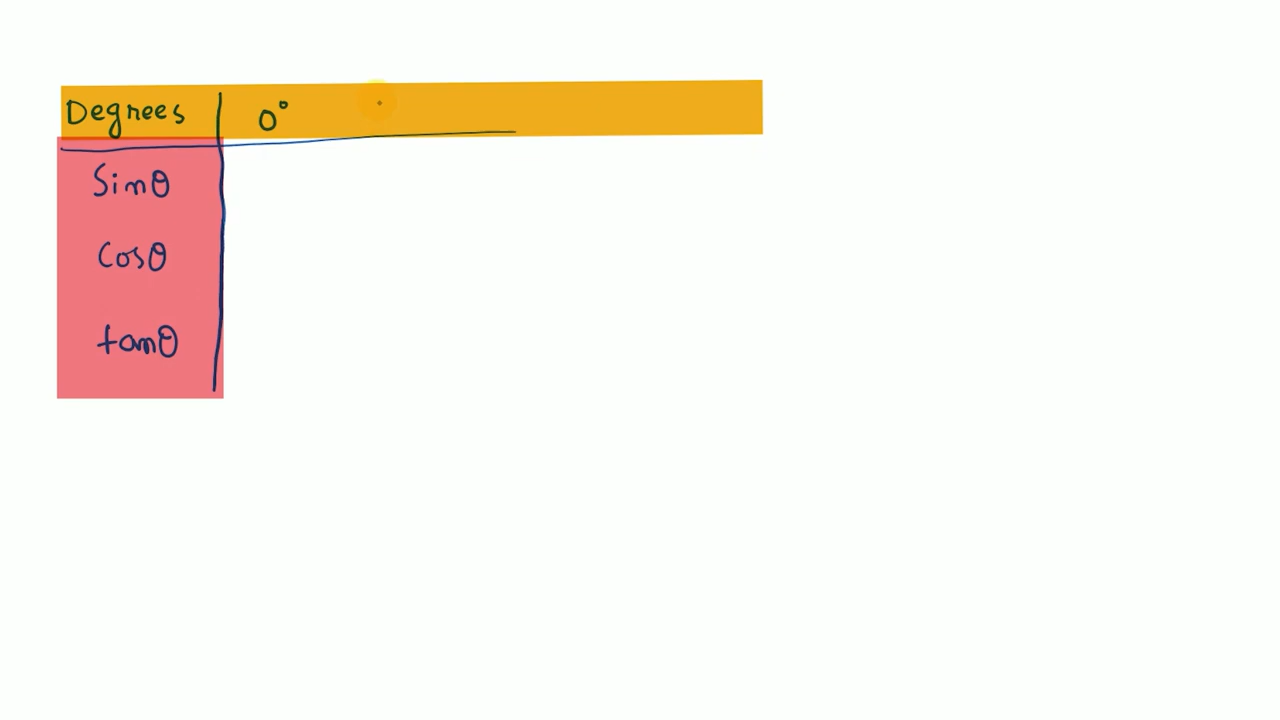 Degrees 0°
Sinθ
Cosθ
tanθ